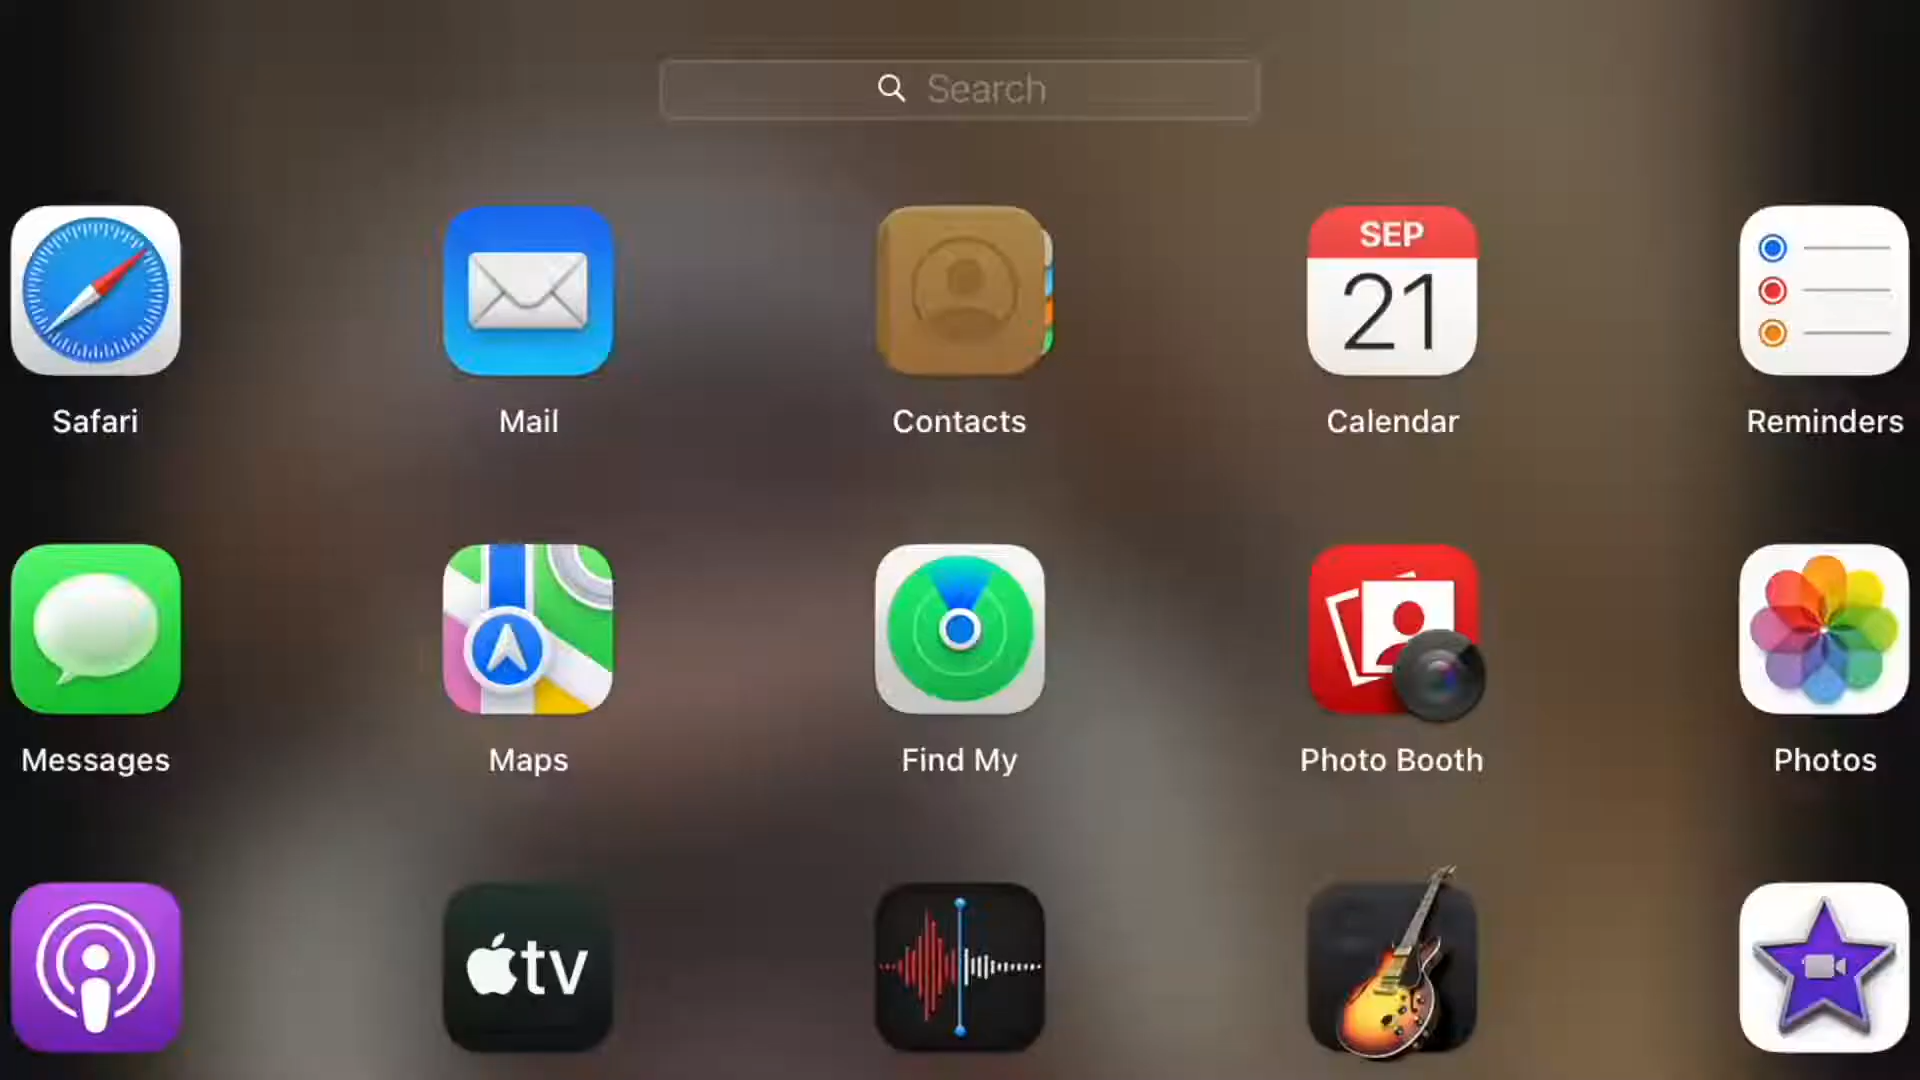 Search
SEP
21
Safari
Mail
Contacts
Calendar
Reminders
Messages
Maps
Find My
Photo Booth
Photos
tv